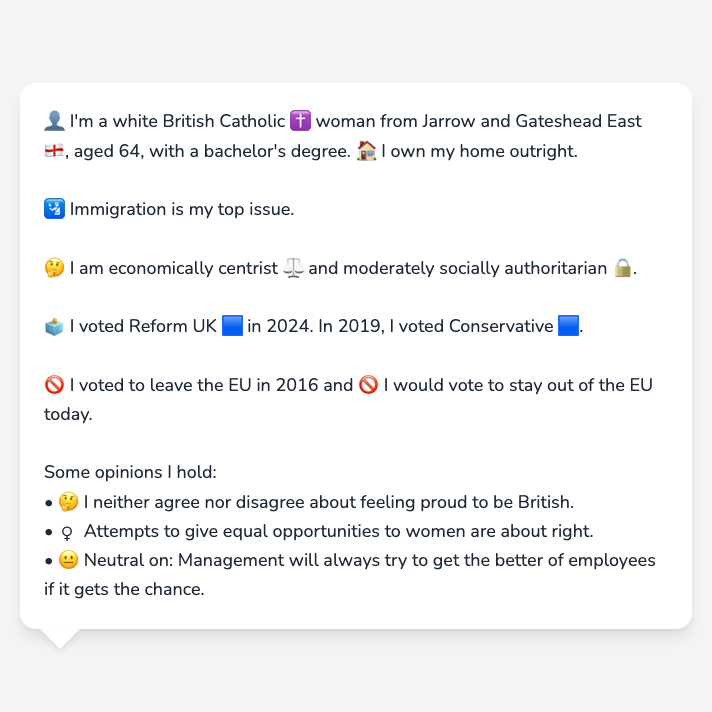 👤 I'm a white British Catholic ✝️ woman from Jarrow and Gateshead East
🏴󠁧󠁢󠁥󠁮󠁧󠁿, aged 64, with a bachelor's degree. 🏠 I own my home outright.
🛂 Immigration is my top issue.
🤔 I am economically centrist ⚖️ and moderately socially authoritarian 🔒.
🗳️ I voted Reform UK 🟦 in 2024. In 2019, I voted Conservative 🟦.
🚫 I voted to leave the EU in 2016 and 🚫 I would vote to stay out of the EU
today.
Some opinions I hold:
• 🤔 I neither agree nor disagree about feeling proud to be British.
• ♀ Attempts to give equal opportunities to women are about right.
• 😐 Neutral on: Management will always try to get the better of employees
if it gets the chance.